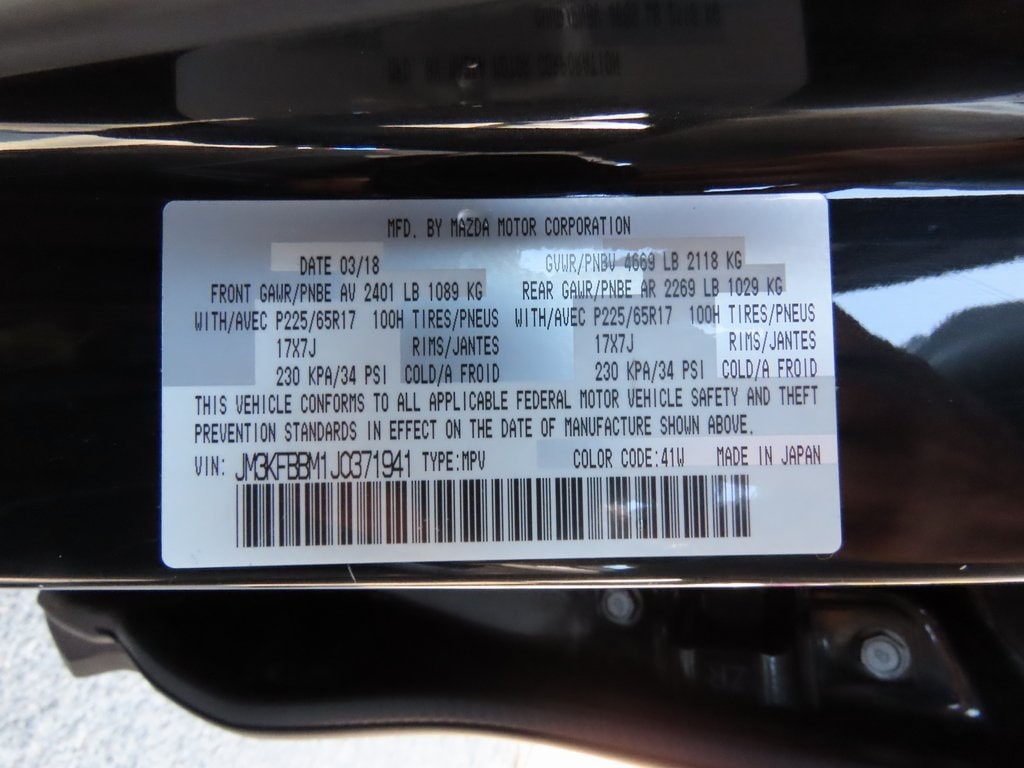 MFD. BY MAZDA MOTOR CORPORATION
DATE 03/18 GVWR/PNBV 4669 LB 2118 KG
FRONT GAWR/PNBE AV 2401 LB 1089 KG REAR GAWR/PNBE AR 2269 LB 1029 KG
WITH/AVEC P225/65R17 100H TIRES/PNEUS WITH/AVEC P225/65R17 100H TIRES/PNEUS
17X7J RIMS/JANTES 17X7J RIMS/JANTES
230 KPA/34 PSI COLD/A FROID 230 KPA/34 PSI COLD/A FROID
THIS VEHICLE CONFORMS TO ALL APPLICABLE FEDERAL MOTOR VEHICLE SAFETY AND THEFT
PREVENTION STANDARDS IN EFFECT ON THE DATE OF MANUFACTURE SHOWN ABOVE.
VIN: JM3KFBBM1J0371941 TYPE:MPV COLOR CODE:41W MADE IN JAPAN